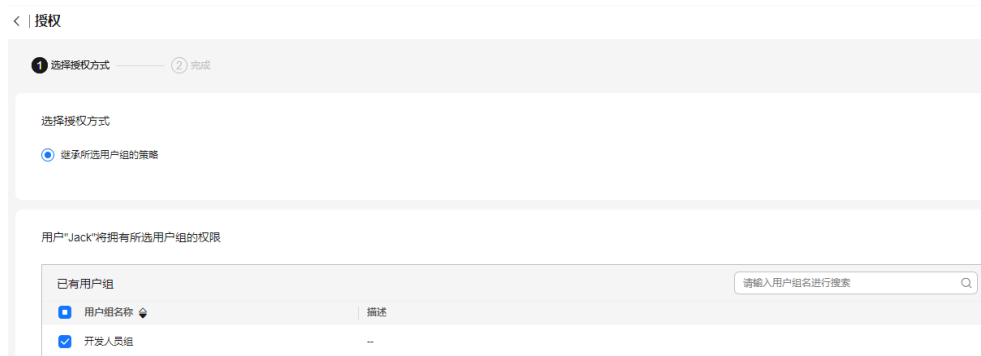 授权
1 选择授权方式 2 完成
选择授权方式
继承所选用户组的策略
用户"Jack"将拥有所选用户组的权限
已有用户组 请输入用户组名进行搜索
用户组名称 描述
开发人员组 --